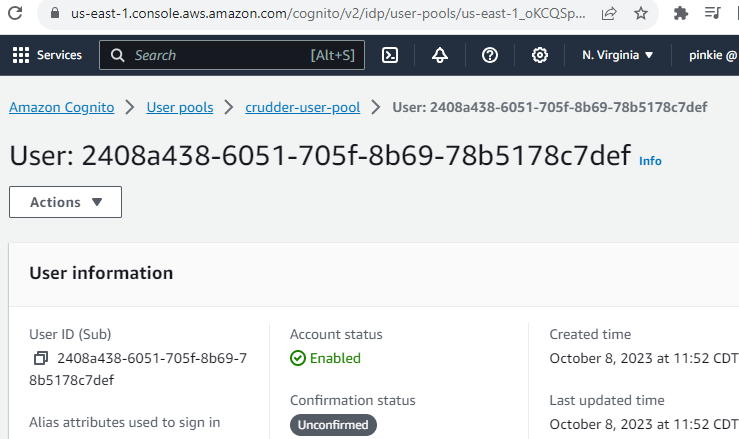 us-east-1.console.aws.amazon.com/cognito/v2/idp/user-pools/us-east-1_oKCQSp...
Services Search [Alt+S] N. Virginia pinkie @
Amazon Cognito > User pools > crudder-user-pool > User: 2408a438-6051-705f-8b69-78b5178c7def
User: 2408a438-6051-705f-8b69-78b5178c7def Info
Actions
User information
User ID (Sub)
2408a438-6051-705f-8b69-7
8b5178c7def
Alias attributes used to sign in
Account status
Enabled
Confirmation status
Unconfirmed
Created time
October 8, 2023 at 11:52 CDT
Last updated time
October 8, 2023 at 11:52 CDT